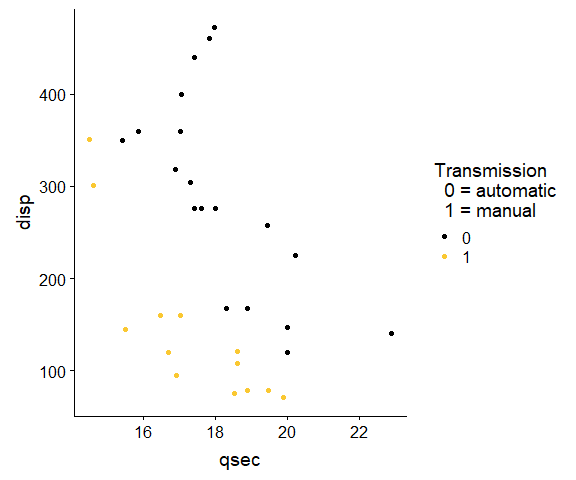 400
300
200
100
disp
16 18 20 22
qsec
Transmission
0 = automatic
1 = manual
0
1